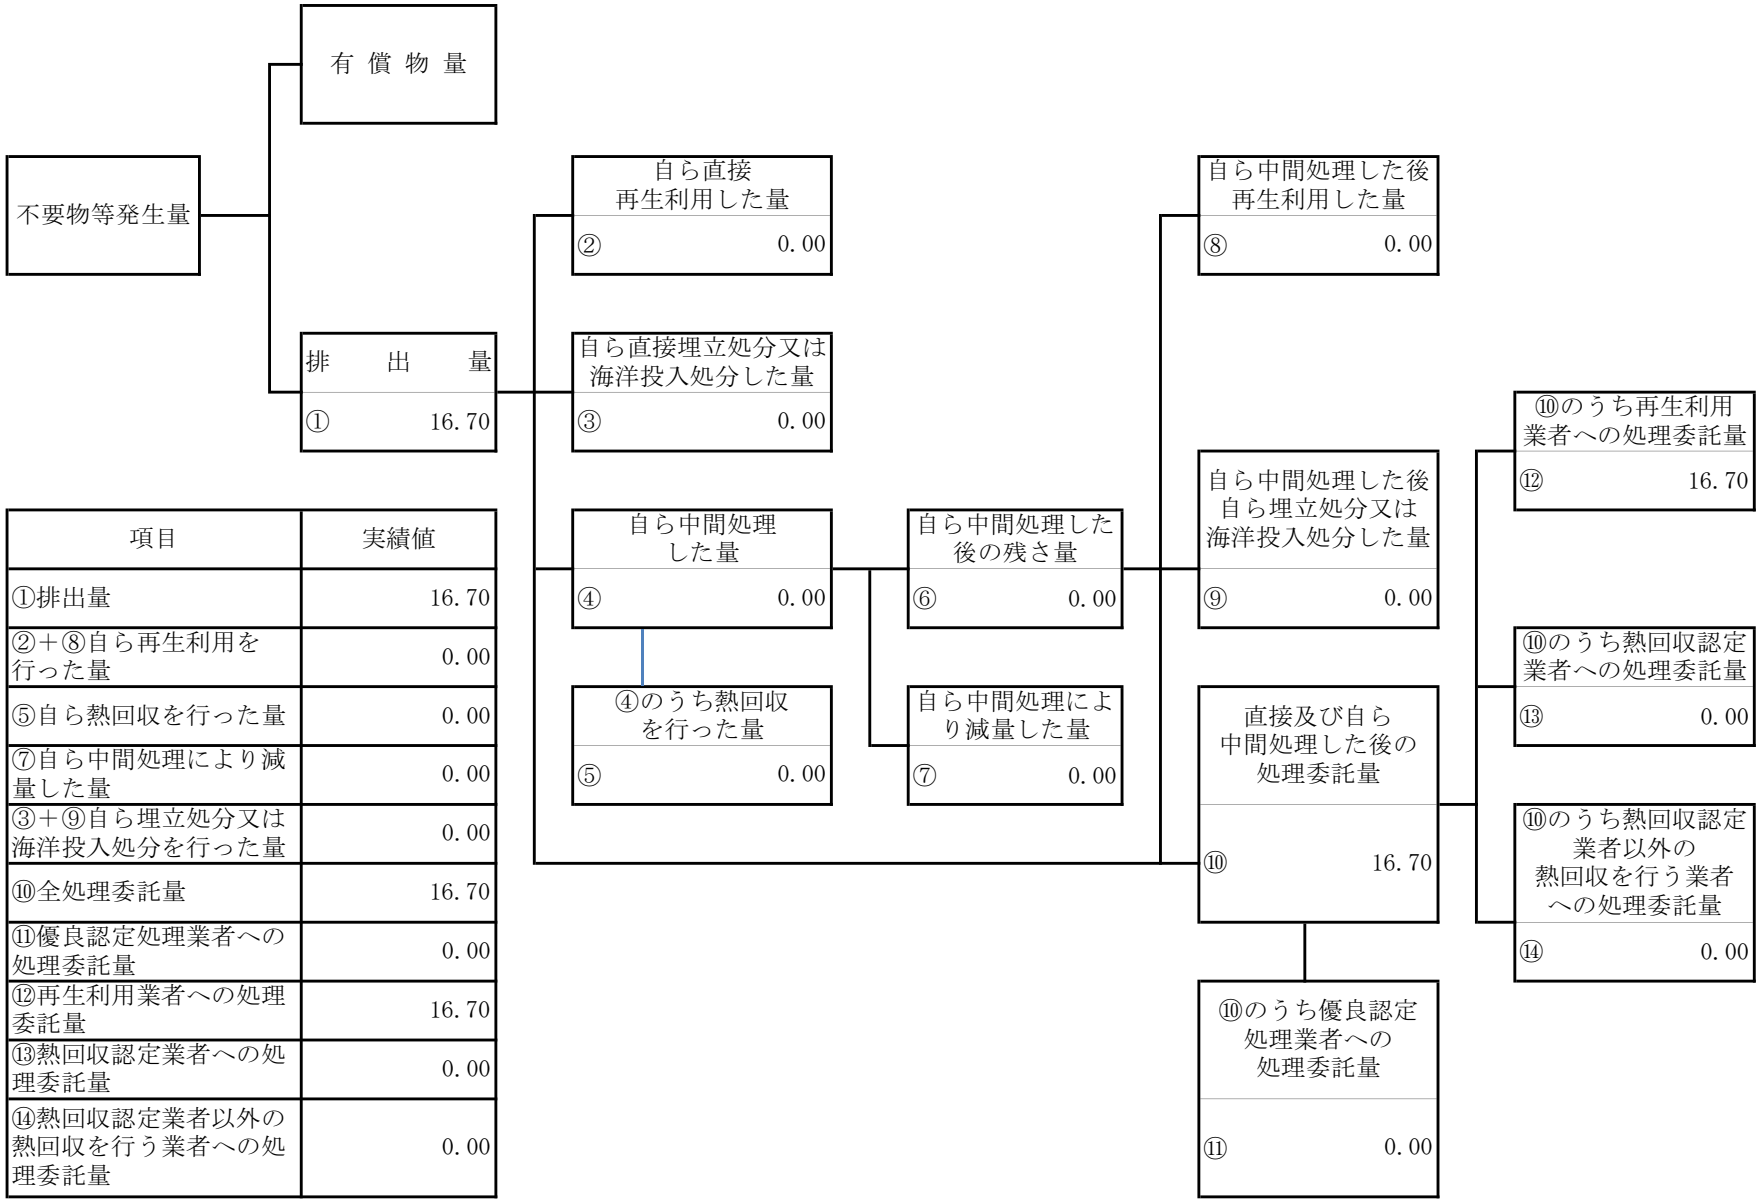 有償物量
不要物等発生量
排出量
① 16.70
自ら直接
再生利用した量
② 0.00
自ら直接埋立処分又は
海洋投入処分した量
③ 0.00
自ら中間処理
した量
④ 0.00
④のうち熱回収
を行った量
⑤ 0.00
自ら中間処理した
後の残さ量
⑥ 0.00
自ら中間処理によ
り減量した量
⑦ 0.00
自ら中間処理した後
再生利用した量
⑧ 0.00
自ら中間処理した後
自ら埋立処分又は
海洋投入処分した量
⑨ 0.00
直接及び自ら
中間処理した後の
処理委託量
⑩ 16.70
⑩のうち優良認定
処理業者への
処理委託量
⑪ 0.00
⑩のうち再生利用
業者への処理委託量
⑫ 16.70
⑩のうち熱回収認定
業者への処理委託量
⑬ 0.00
⑩のうち熱回収認定
業者以外の
熱回収を行う業者
への処理委託量
⑭ 0.00
項目 実績値
①排出量 16.70
②+⑧自ら再生利用を
行った量 0.00
⑤自ら熱回収を行った量 0.00
⑦自ら中間処理により減
量した量 0.00
③+⑨自ら埋立処分又は
海洋投入処分を行った量 0.00
⑩全処理委託量 16.70
⑪優良認定処理業者への
処理委託量 0.00
⑫再生利用業者への処理
委託量 16.70
⑬熱回収認定業者への処
理委託量 0.00
⑭熱回収認定業者以外の
熱回収を行う業者への処
理委託量 0.00